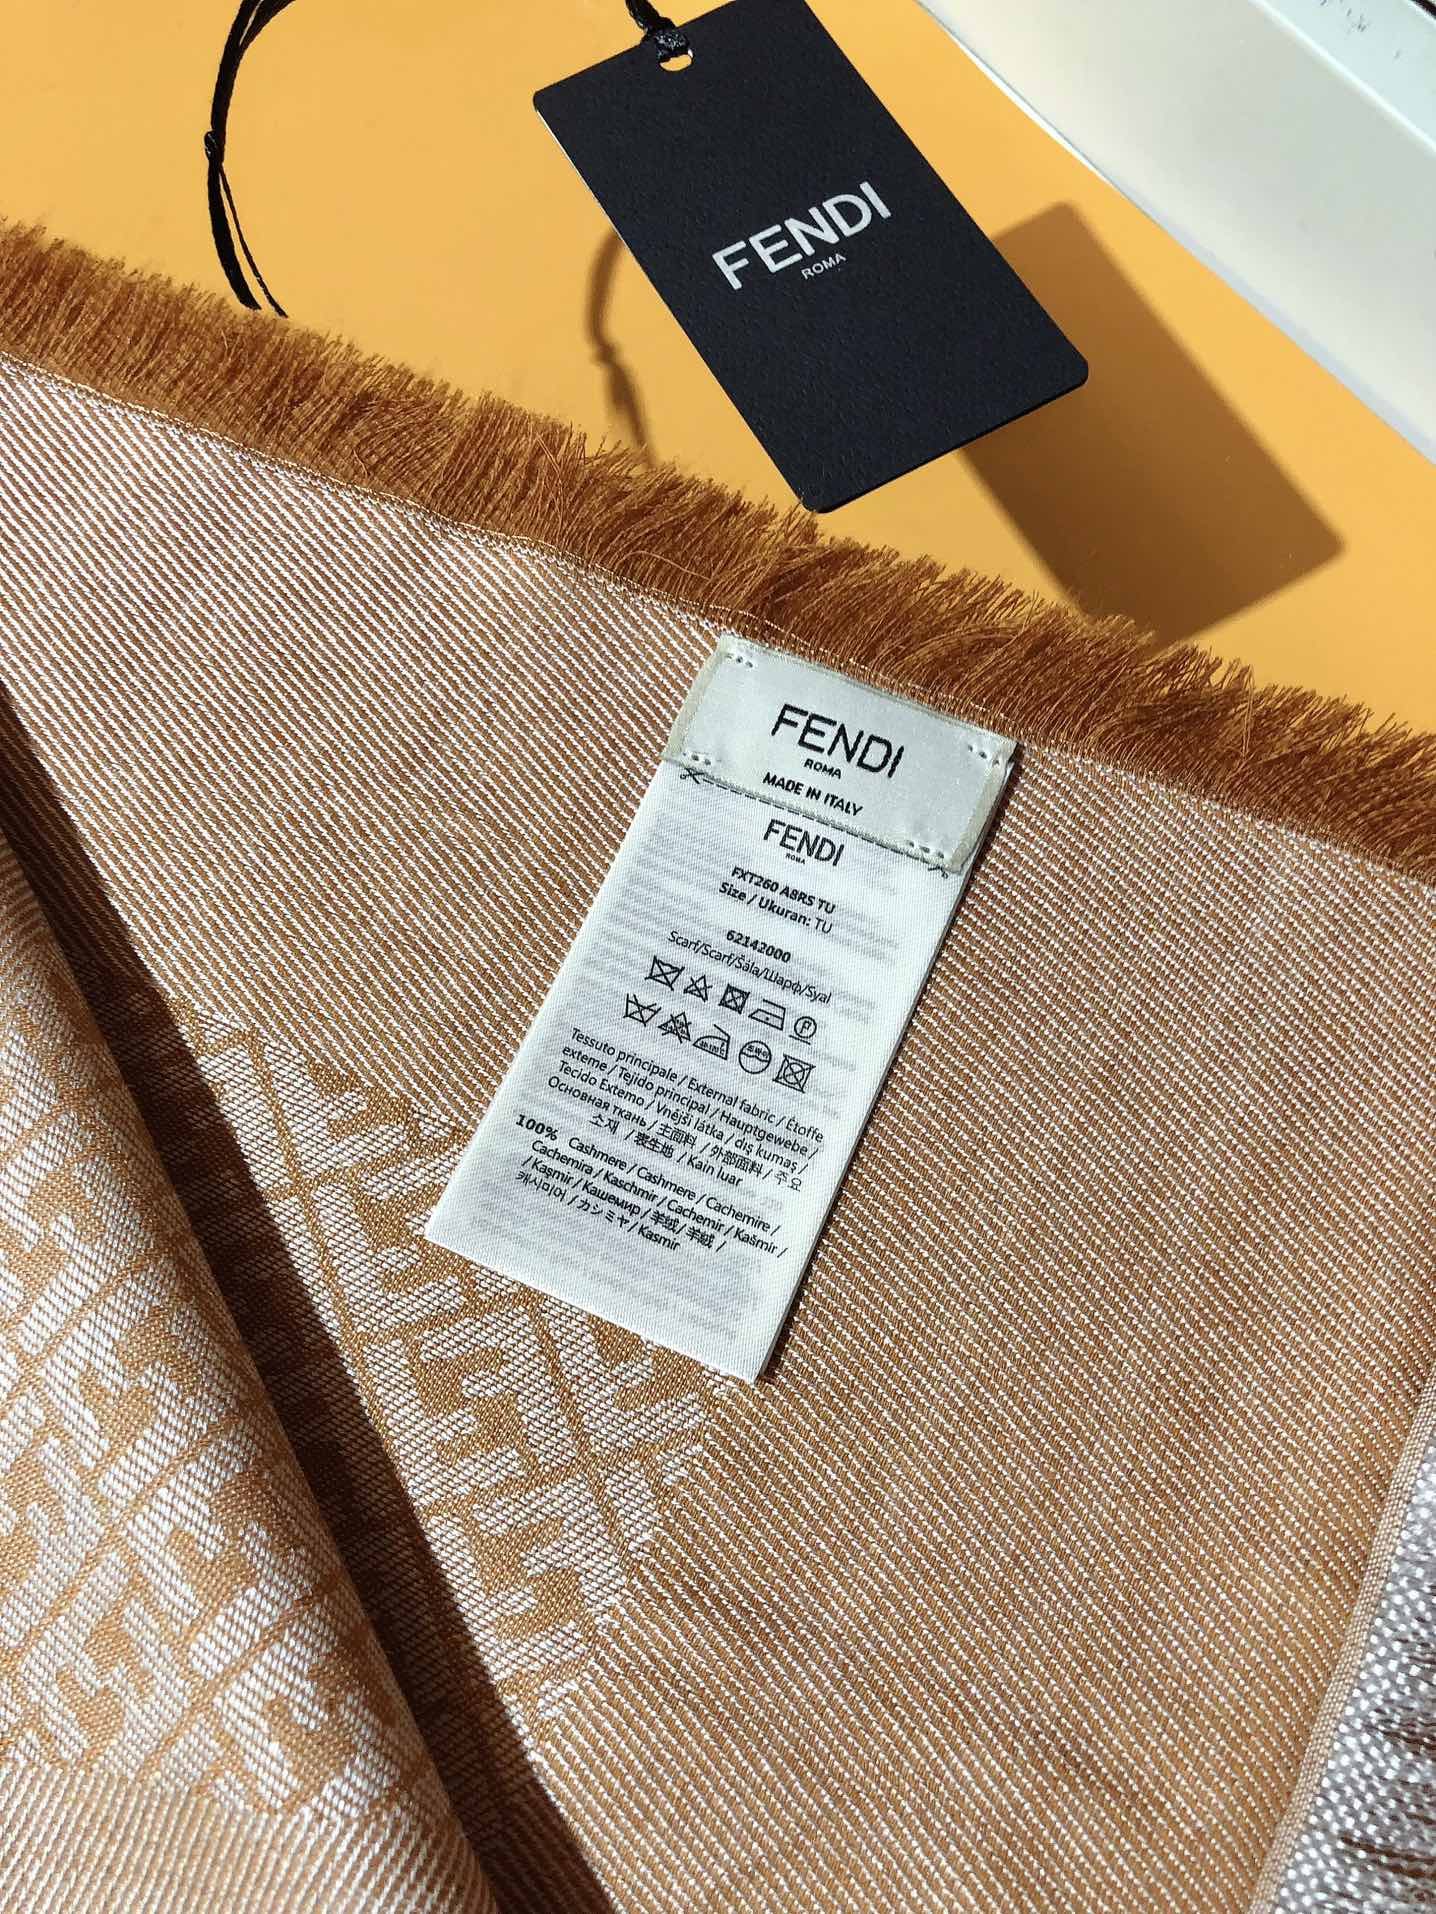 FENDI
ROMA
FENDI
ROMA
MADE IN ITALY
FENDI
ROMA
FXT260 A8RS TU
Size / Ukuran: TU
62142000
Scarf/Scarf/Šála/Шарф/Syal
Tessuto principale / External fabric / Étoffe
externe / Tejido principal / Hauptgewebe /
Tecido Externo / Vnější látka / dış kumaş /
Основная ткань / 主面料 / 外部面料 / 주요
소재 / 表生地 / Kain luar
100% Cashmere / Cashmere / Cachemire /
Cachemira / Kaschmir / Cachemir / Kašmír /
/ Kaşmir / Кашемир / 羊绒 / 羊绒 /
캐시미어 / カシミヤ / Kasmir